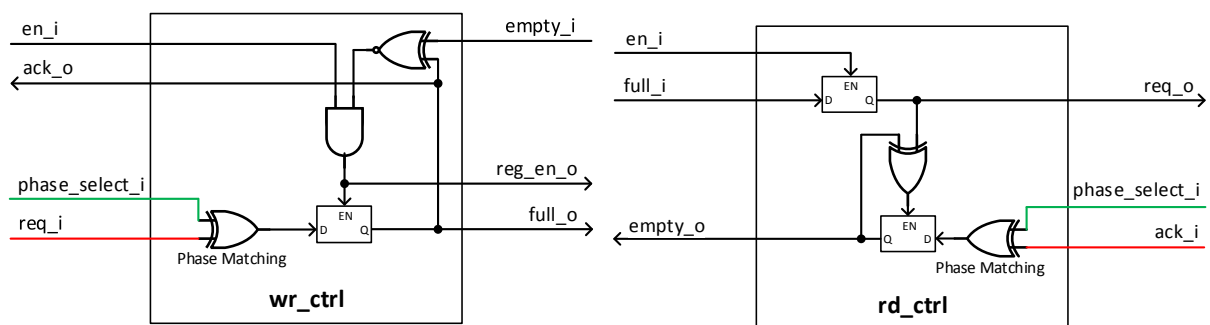 en_i
ack_o
empty_i
reg_en_o
phase_select_i
req_i
D
EN
Q
full_o
Phase Matching
wr_ctrl
en_i
full_i
EN
D
Q
req_o
empty_o
EN
Q
D
phase_select_i
ack_i
Phase Matching
rd_ctrl